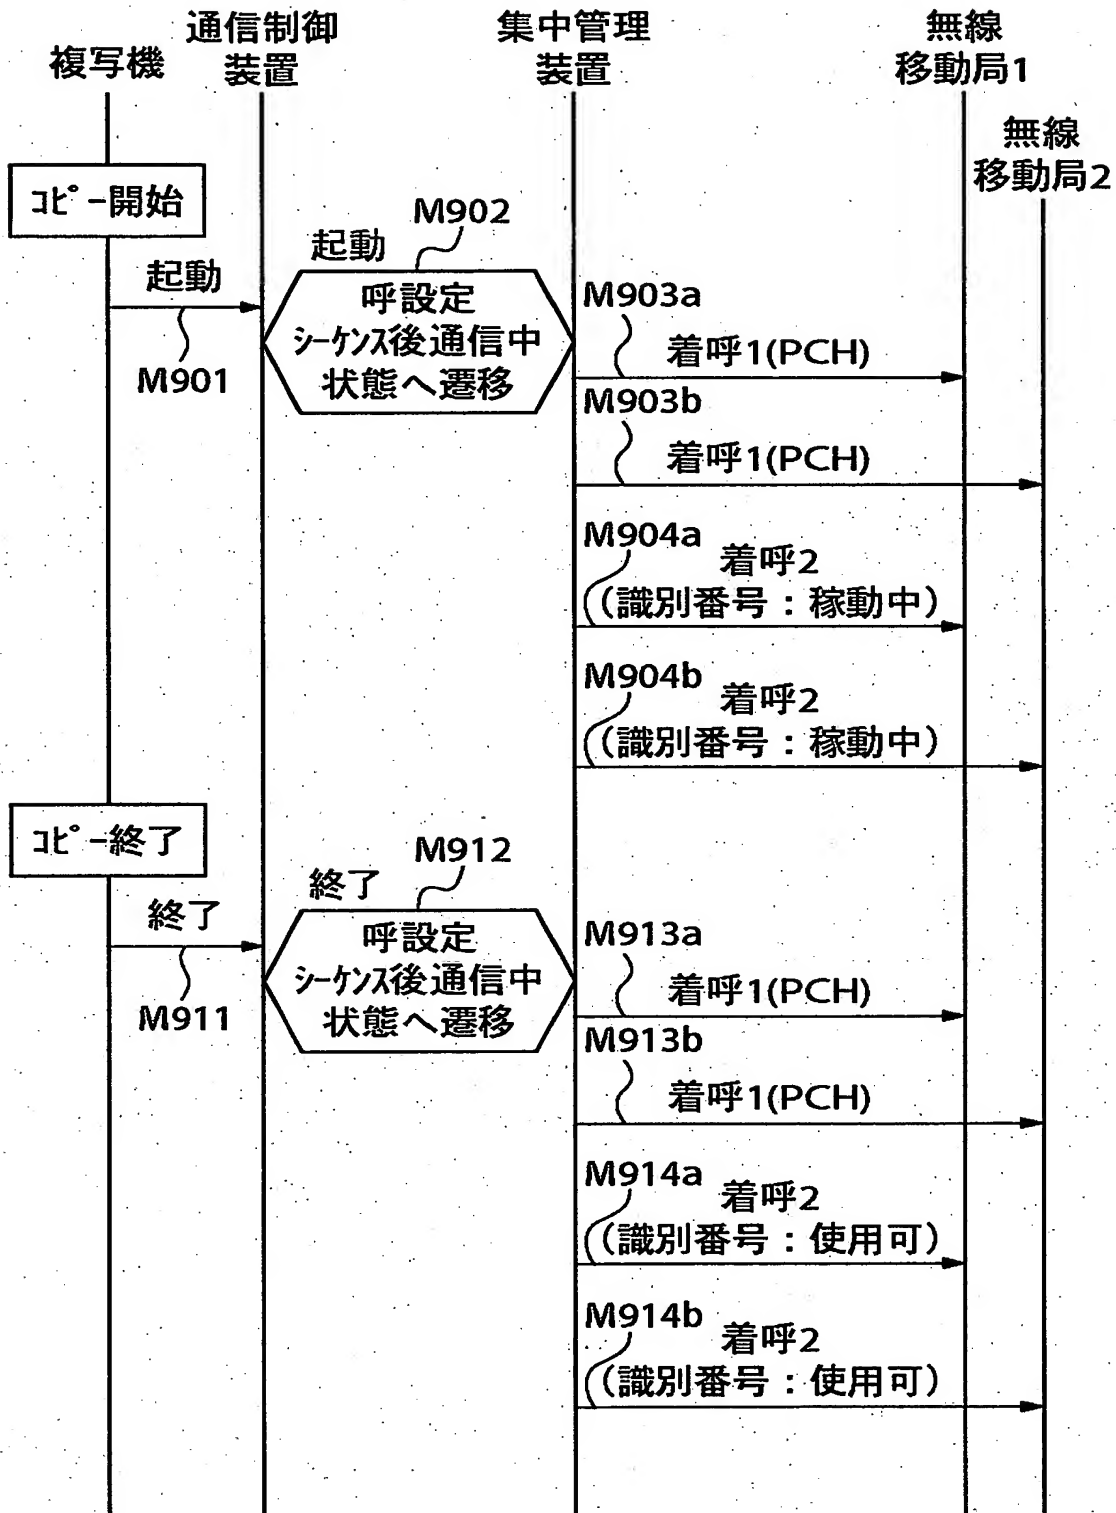 複写機
通信制御
装置
集中管理
装置
無線
移動局1
無線
移動局2
ｺﾋﾟｰ開始
起動
M901
起動
M902
呼設定
ｼｰｹﾝｽ後通信中
状態へ遷移
M903a
着呼1(PCH)
M903b
着呼1(PCH)
M904a
着呼2
（識別番号：稼動中）
M904b
着呼2
（識別番号：稼動中）
ｺﾋﾟｰ終了
終了
M911
終了
M912
呼設定
ｼｰｹﾝｽ後通信中
状態へ遷移
M913a
着呼1(PCH)
M913b
着呼1(PCH)
M914a
着呼2
（識別番号：使用可）
M914b
着呼2
（識別番号：使用可）